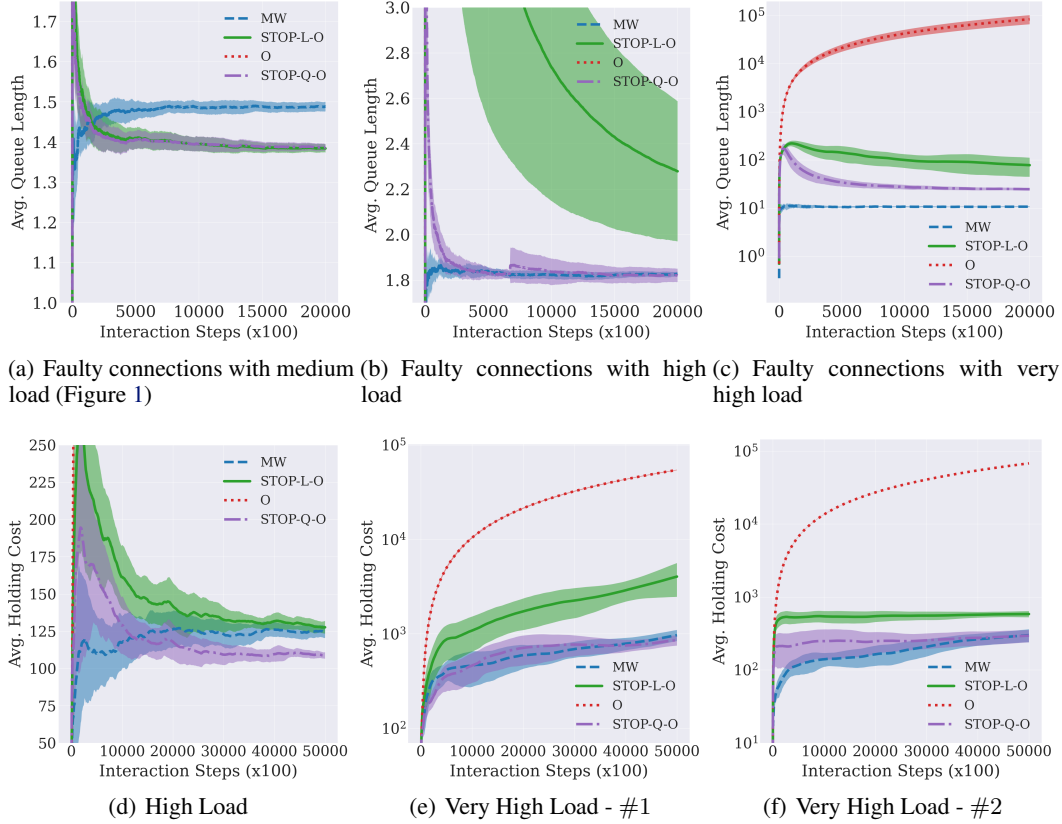 1.7
1.6
1.5
1.4
1.3
1.2
1.1
1.0
Avg. Queue Length
MW
STOP-L-O
O
STOP-Q-O
0 5000 10000 15000 20000
Interaction Steps (x100)
(a) Faulty connections with medium
load (Figure 1)
3.0
2.8
2.6
2.4
2.2
2.0
1.8
Avg. Queue Length
MW
STOP-L-O
O
STOP-Q-O
0 5000 10000 15000 20000
Interaction Steps (x100)
(b) Faulty connections with high
load
10^5
10^4
10^3
10^2
10^1
10^0
Avg. Queue Length
MW
STOP-L-O
O
STOP-Q-O
0 5000 10000 15000 20000
Interaction Steps (x100)
(c) Faulty connections with very
high load
250
225
200
175
150
125
100
75
50
Avg. Holding Cost
MW
STOP-L-O
O
STOP-Q-O
0 10000 20000 30000 40000 50000
Interaction Steps (x100)
(d) High Load
10^5
10^4
10^3
10^2
Avg. Holding Cost
MW
STOP-L-O
O
STOP-Q-O
0 10000 20000 30000 40000 50000
Interaction Steps (x100)
(e) Very High Load - #1
10^5
10^4
10^3
10^2
10^1
Avg. Holding Cost
MW
STOP-L-O
O
STOP-Q-O
0 10000 20000 30000 40000 50000
Interaction Steps (x100)
(f) Very High Load - #2